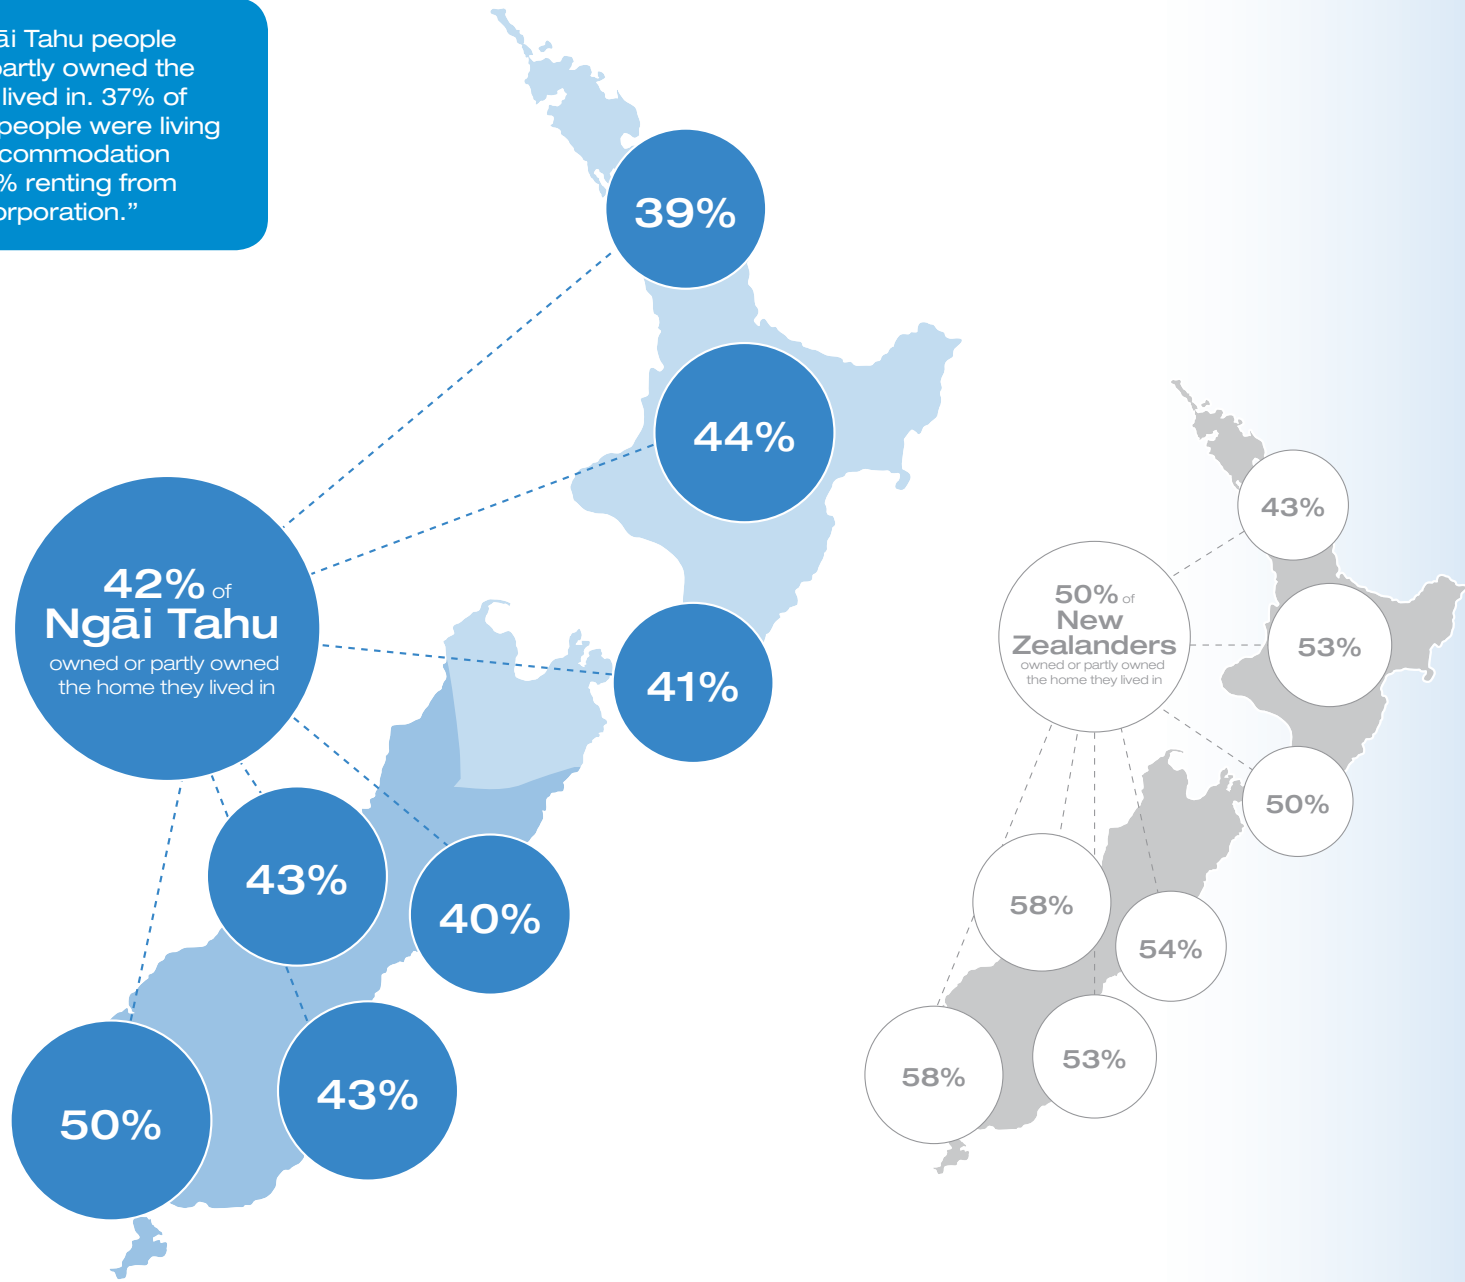 āi Tahu people
partly owned the
lived in. 37% of
people were living
commodation
% renting from
orporation.”
39%
44%
42% of
Ngāi Tahu
owned or partly owned
the home they lived in
41%
43%
40%
50%
43%
43%
50% of
New
Zealanders
owned or partly owned
the home they lived in
53%
50%
58%
54%
58%
53%